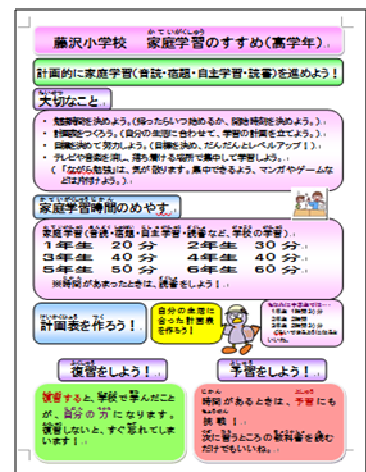 藤沢小学校 家庭学習のすすめ(高学年)
計画的に家庭学習(音読・宿題・自主学習・読書)を進めよう!
大切なこと
・ 勉強時間を決めよう。(帰ったらいつ始めるか、開始時刻を決めよう。)
・ 計画表をつくろう。(自分の生活に合わせて、学習の計画を立てよう。)
・ 目標を決めて努力しよう。(目標を決め、だんだんとレベルアップ!)
・ テレビや音楽を消し、落ち着ける場所で集中して学習しよう。
(「ながら勉強」は、気が散ります。集中できるよう、マンガやゲームな
どは片付けよう。)
家庭学習時間のめやす
家庭学習(音読・宿題・自主学習・読書など、学校の学習)
1年生 20分 2年生 30分
3年生 40分 4年生 40分
5年生 50分 6年生 60分
※時間があまったときは、読書をしよう!
計画表を作ろう!
自分の生活に
合った計画表
を作ろう!
復習をしよう!
予習をしよう!
復習すると、学校で学んだこと
が、自分の力になります。
復習しないと、すぐ忘れてしま
います!
時間があるときは、予習にも
挑戦!
次に習うところの教科書を読む
だけでもいいね。